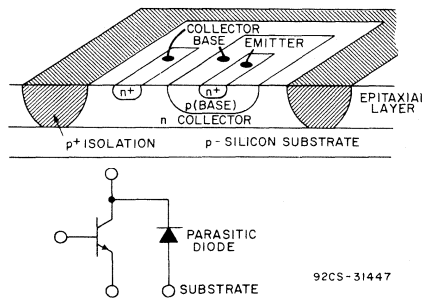 COLLECTOR
BASE
EMITTER
n+
n+
p(BASE)
n COLLECTOR
EPITAXIAL
LAYER
p+ ISOLATION
p- SILICON SUBSTRATE
PARASITIC
DIODE
SUBSTRATE
92CS-31447